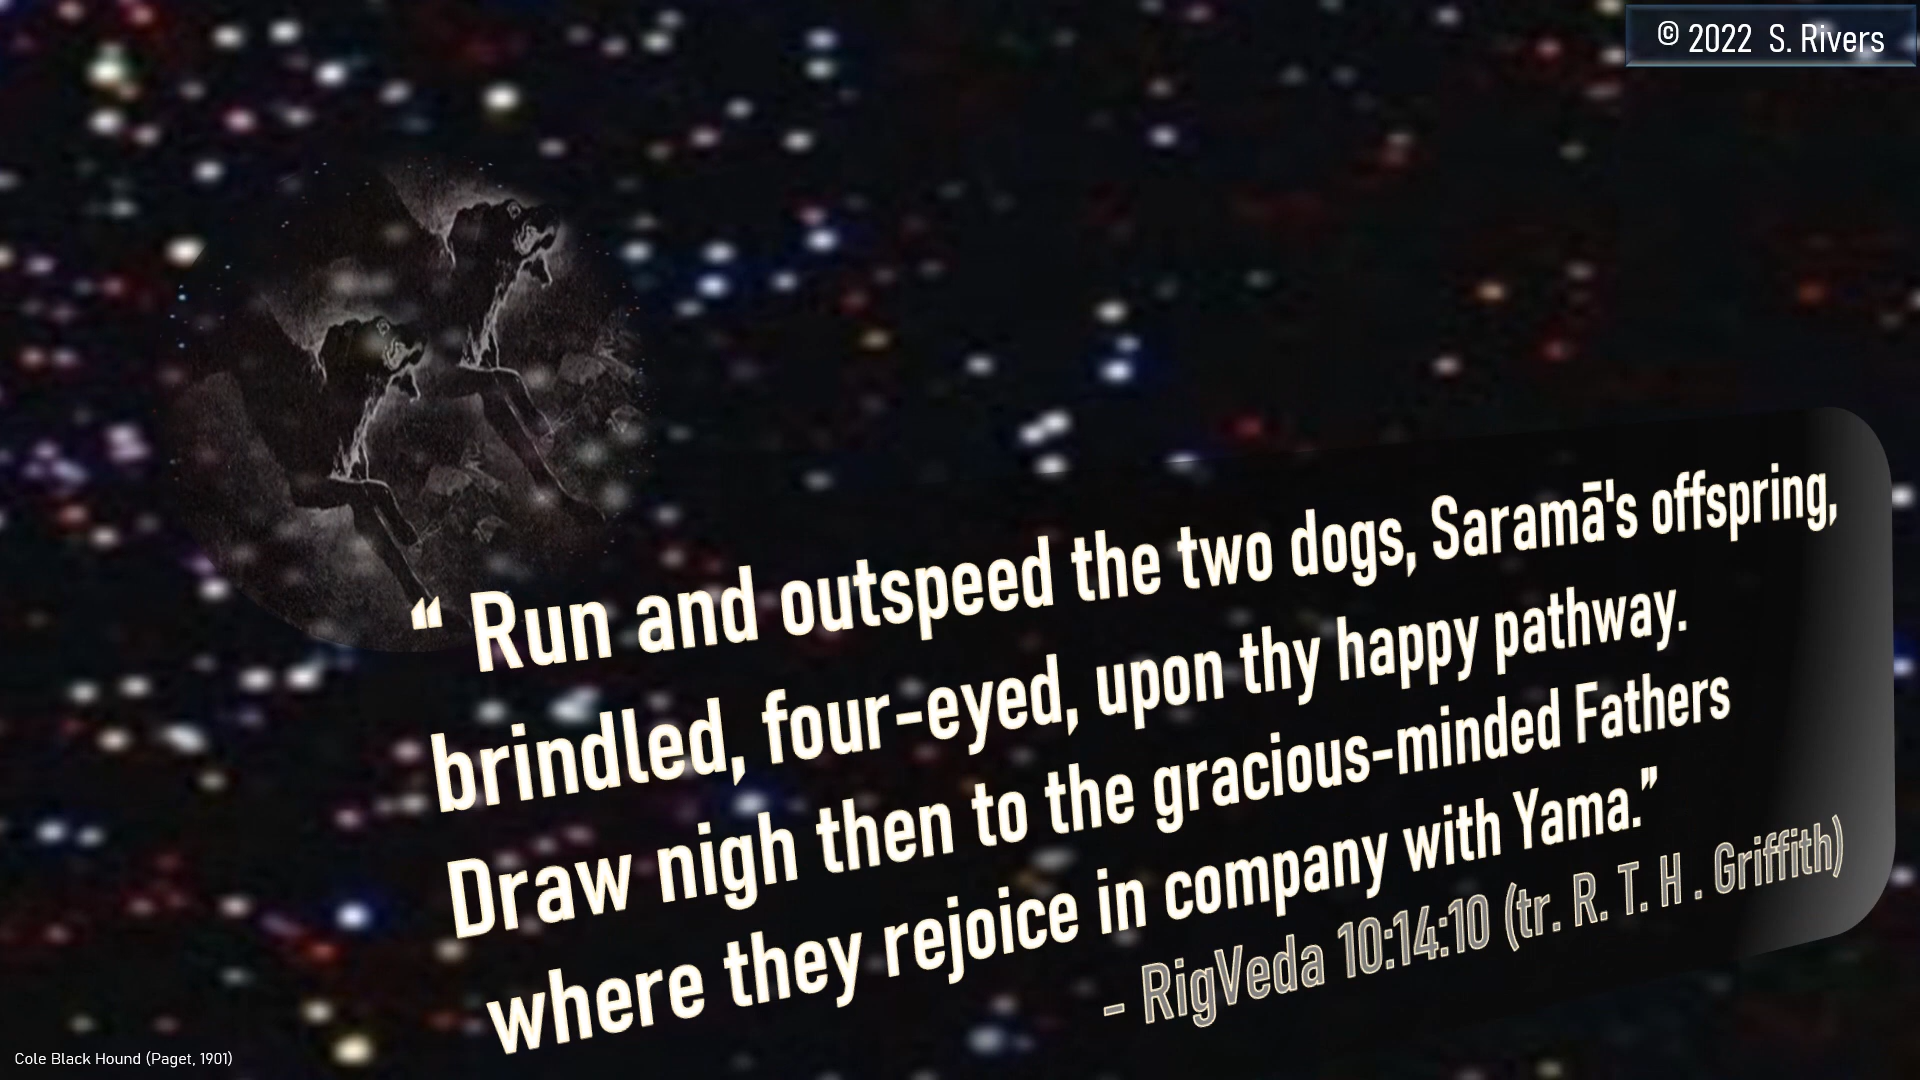 © 2022 S. Rivers
“ Run and outspeed the two dogs, Saramā's offspring,
brindled, four-eyed, upon thy happy pathway.
Draw nigh then to the gracious-minded Fathers
where they rejoice in company with Yama.”
- RigVeda 10:14:10 (tr. R. T. H . Griffith)
Cole Black Hound (Paget, 1901)